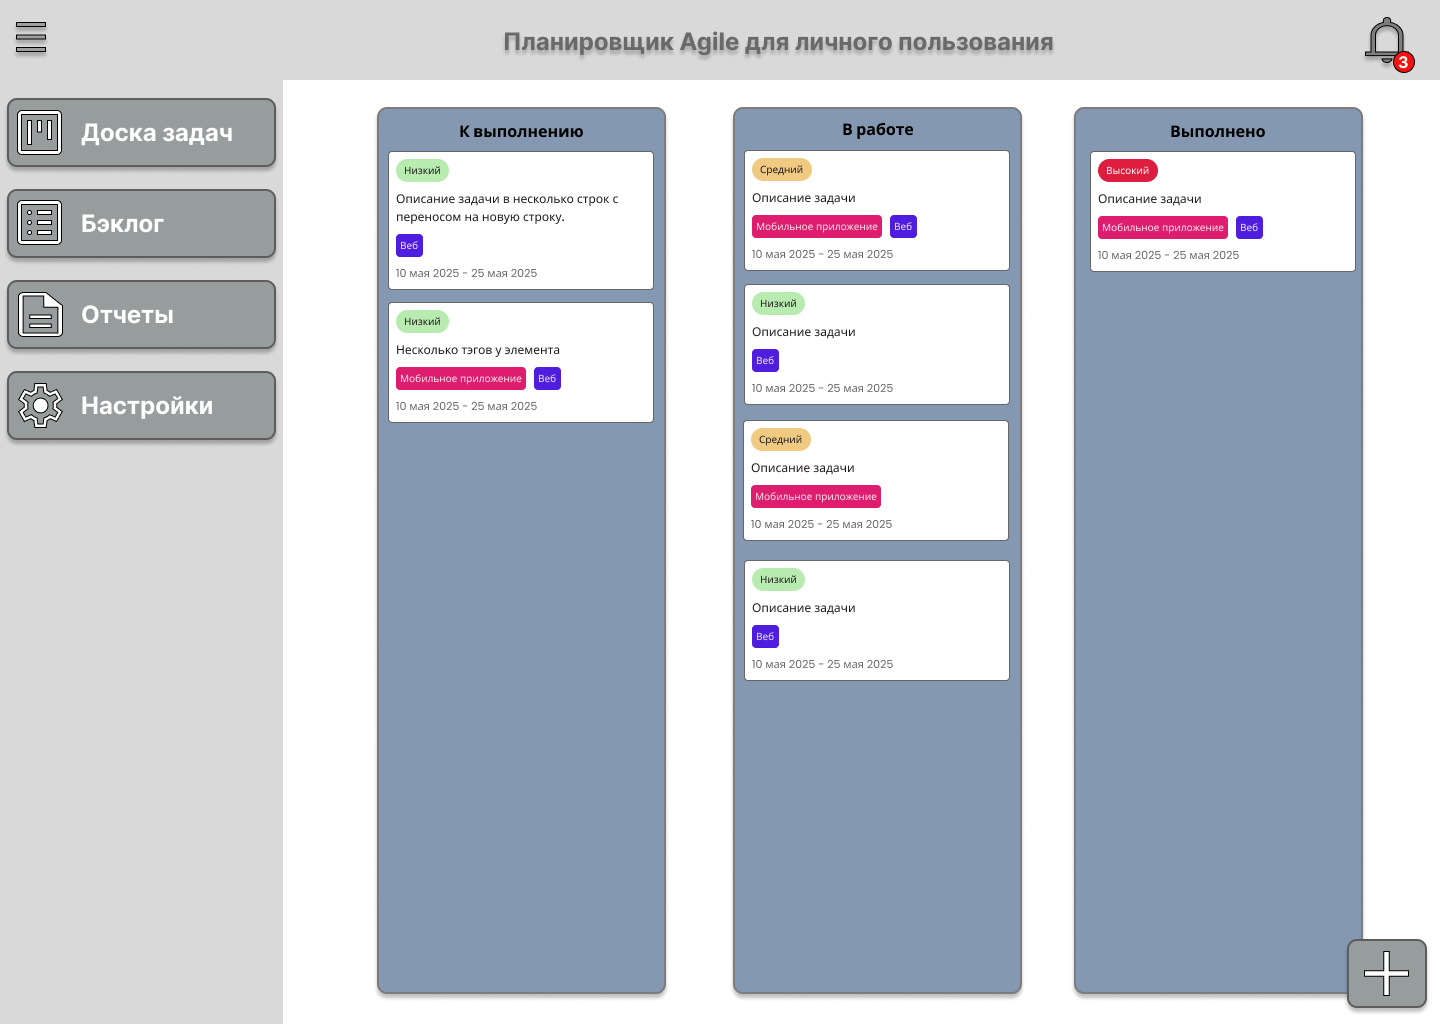 Планировщик Agile для личного пользования
3
Доска задач
Бэклог
Отчеты
Настройки
К выполнению
Низкий
Описание задачи в несколько строк с
переносом на новую строку.
Веб
10 мая 2025 - 25 мая 2025
Низкий
Несколько тэгов у элемента
Мобильное приложение Веб
10 мая 2025 - 25 мая 2025
В работе
Средний
Описание задачи
Мобильное приложение Веб
10 мая 2025 - 25 мая 2025
Низкий
Описание задачи
Веб
10 мая 2025 - 25 мая 2025
Средний
Описание задачи
Мобильное приложение
10 мая 2025 - 25 мая 2025
Низкий
Описание задачи
Веб
10 мая 2025 - 25 мая 2025
Выполнено
Высокий
Описание задачи
Мобильное приложение Веб
10 мая 2025 - 25 мая 2025